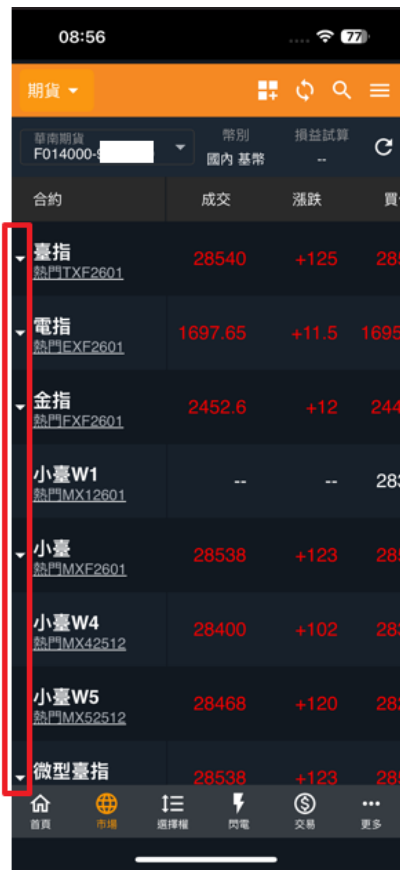 08:56
77
期貨
華南期貨 幣別 損益試算
F014000- 國內 基幣 --
合約 成交 漲跌 買
臺指 28540 +125
熱門TXF2601
電指 1697.65 +11.5 1695
熱門EXF2601
金指 2452.6 +12 244
熱門FXF2601
小臺W1 -- -- 283
熱門MX12601
小臺 28538 +123
熱門MXF2601
小臺W4 28400 +102
熱門MX42512
小臺W5 28468 +120
熱門MX52512
微型臺指 28538 +123
首頁 市場 選擇權 閃電 交易 更多